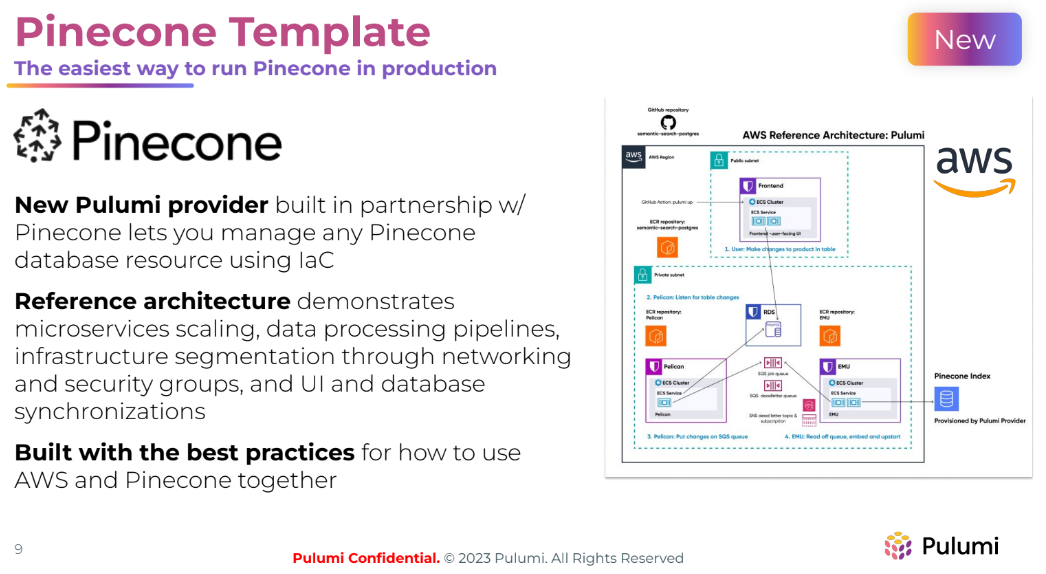 Pinecone Template
The easiest way to run Pinecone in production
New
Pinecone
New Pulumi provider built in partnership w/
Pinecone lets you manage any Pinecone
database resource using IaC
Reference architecture demonstrates
microservices scaling, data processing pipelines,
infrastructure segmentation through networking
and security groups, and UI and database
synchronizations
Built with the best practices for how to use
AWS and Pinecone together
GitHub repository
semantic-search-postgres
AWS Reference Architecture: Pulumi
aws
aws
AWS Region
Public subnet
Frontend
GitHub Action: pulumi up
ECS Cluster
ECS Service
ECR repository:
semantic-search-postgres
Frontend - user-facing UI
1. User: Make changes to product in table
Private subnet
2. Pelican: Listen for table changes
ECR repository:
Pelican
RDS
ECR repository:
EMU
Pelican
ECS Cluster
ECS Service
Pelican
SQS job queue
SQS deadletter queue
SNS dead letter topic &
subscription
EMU
ECS Cluster
ECS Service
EMU
Pinecone Index
Provisioned by Pulumi Provider
3. Pelican: Put changes on SQS queue
4. EMU: Read off queue, embed and upstart
9
Pulumi Confidential. © 2023 Pulumi. All Rights Reserved
Pulumi